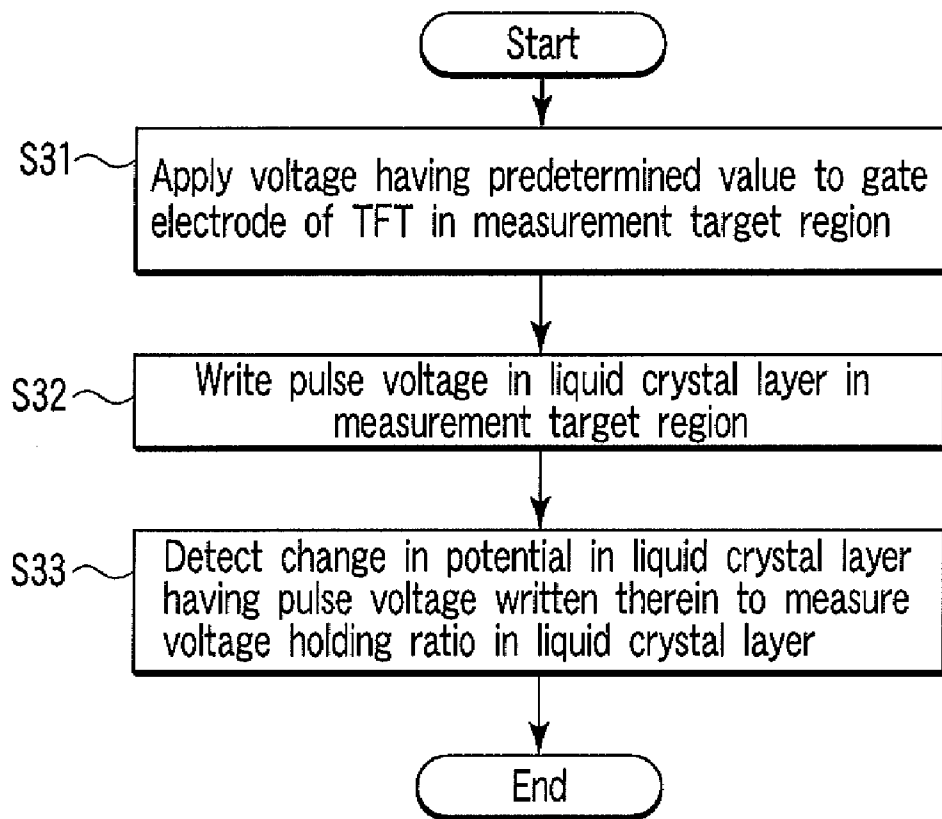 Start
S31
Apply voltage having predetermined value to gate
electrode of TFT in measurement target region
S32
Write pulse voltage in liquid crystal layer in
measurement target region
S33
Detect change in potential in liquid crystal layer
having pulse voltage written therein to measure
voltage holding ratio in liquid crystal layer
End